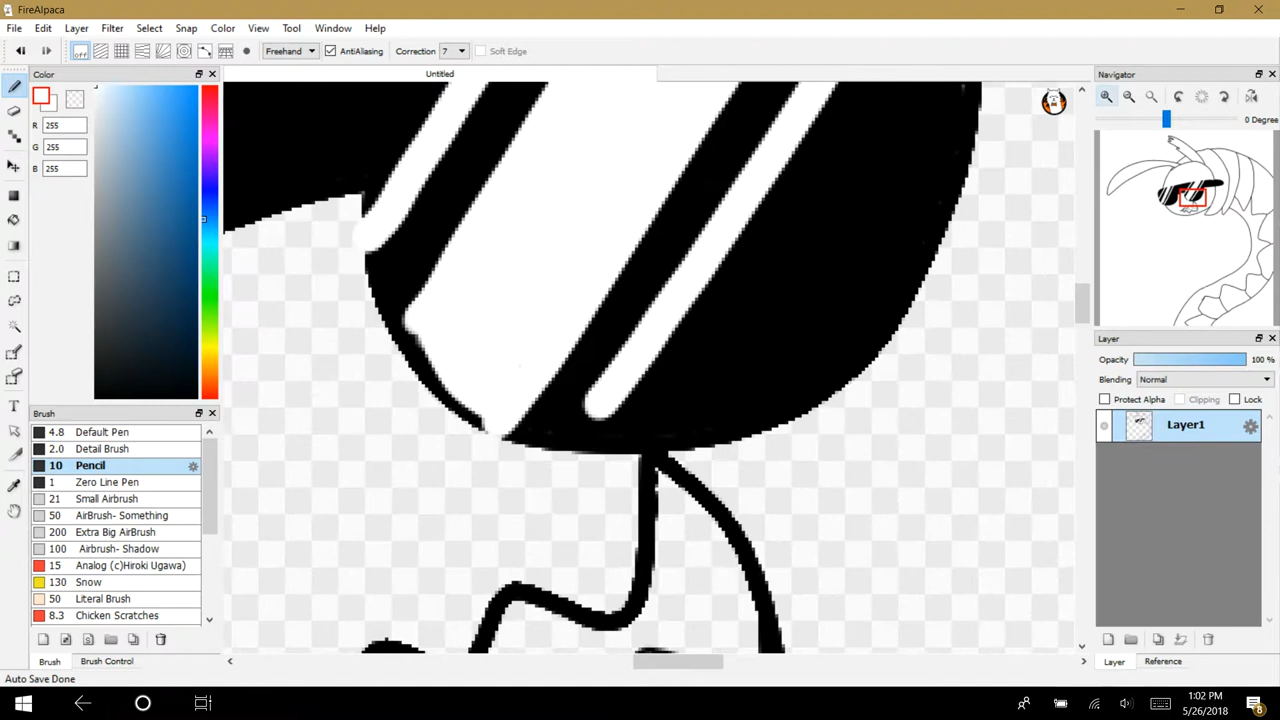 FireAlpaca
File Edit Layer Filter Select Snap Color View Tool Window Help
off Freehand AntiAliasing Correction 7 Soft Edge
Color
Untitled
Navigator
R 255
G 255
B 255
0 Degree
Layer
Opacity 100 %
Blending Normal
Protect Alpha Clipping Lock
Layer1
Brush
4.8 Default Pen
2.0 Detail Brush
10 Pencil
1 Zero Line Pen
21 Small Airbrush
50 AirBrush- Something
200 Extra Big AirBrush
100 Airbrush- Shadow
15 Analog (c)Hiroki Ugawa)
130 Snow
50 Literal Brush
8.3 Chicken Scratches
Brush Brush Control
Layer Reference
Auto Save Done
1:02 PM
5/26/2018
8